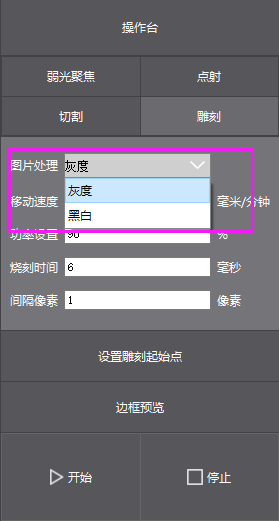 操作台
弱光聚焦 点射
切割 雕刻
图片处理 灰度
灰度
移动速度 毫米/分钟
黑白
功率设置 90 %
烧刻时间 6 毫秒
间隔像素 1 像素
设置雕刻起始点
边框预览
开始 停止